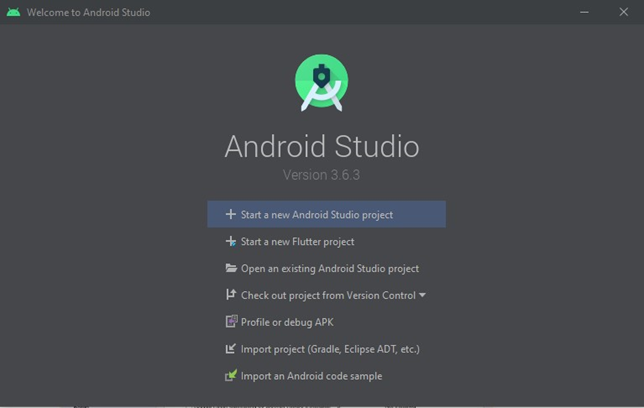 Welcome to Android Studio
Android Studio
Version 3.6.3
Start a new Android Studio project
Start a new Flutter project
Open an existing Android Studio project
Check out project from Version Control
Profile or debug APK
Import project (Gradle, Eclipse ADT, etc.)
Import an Android code sample